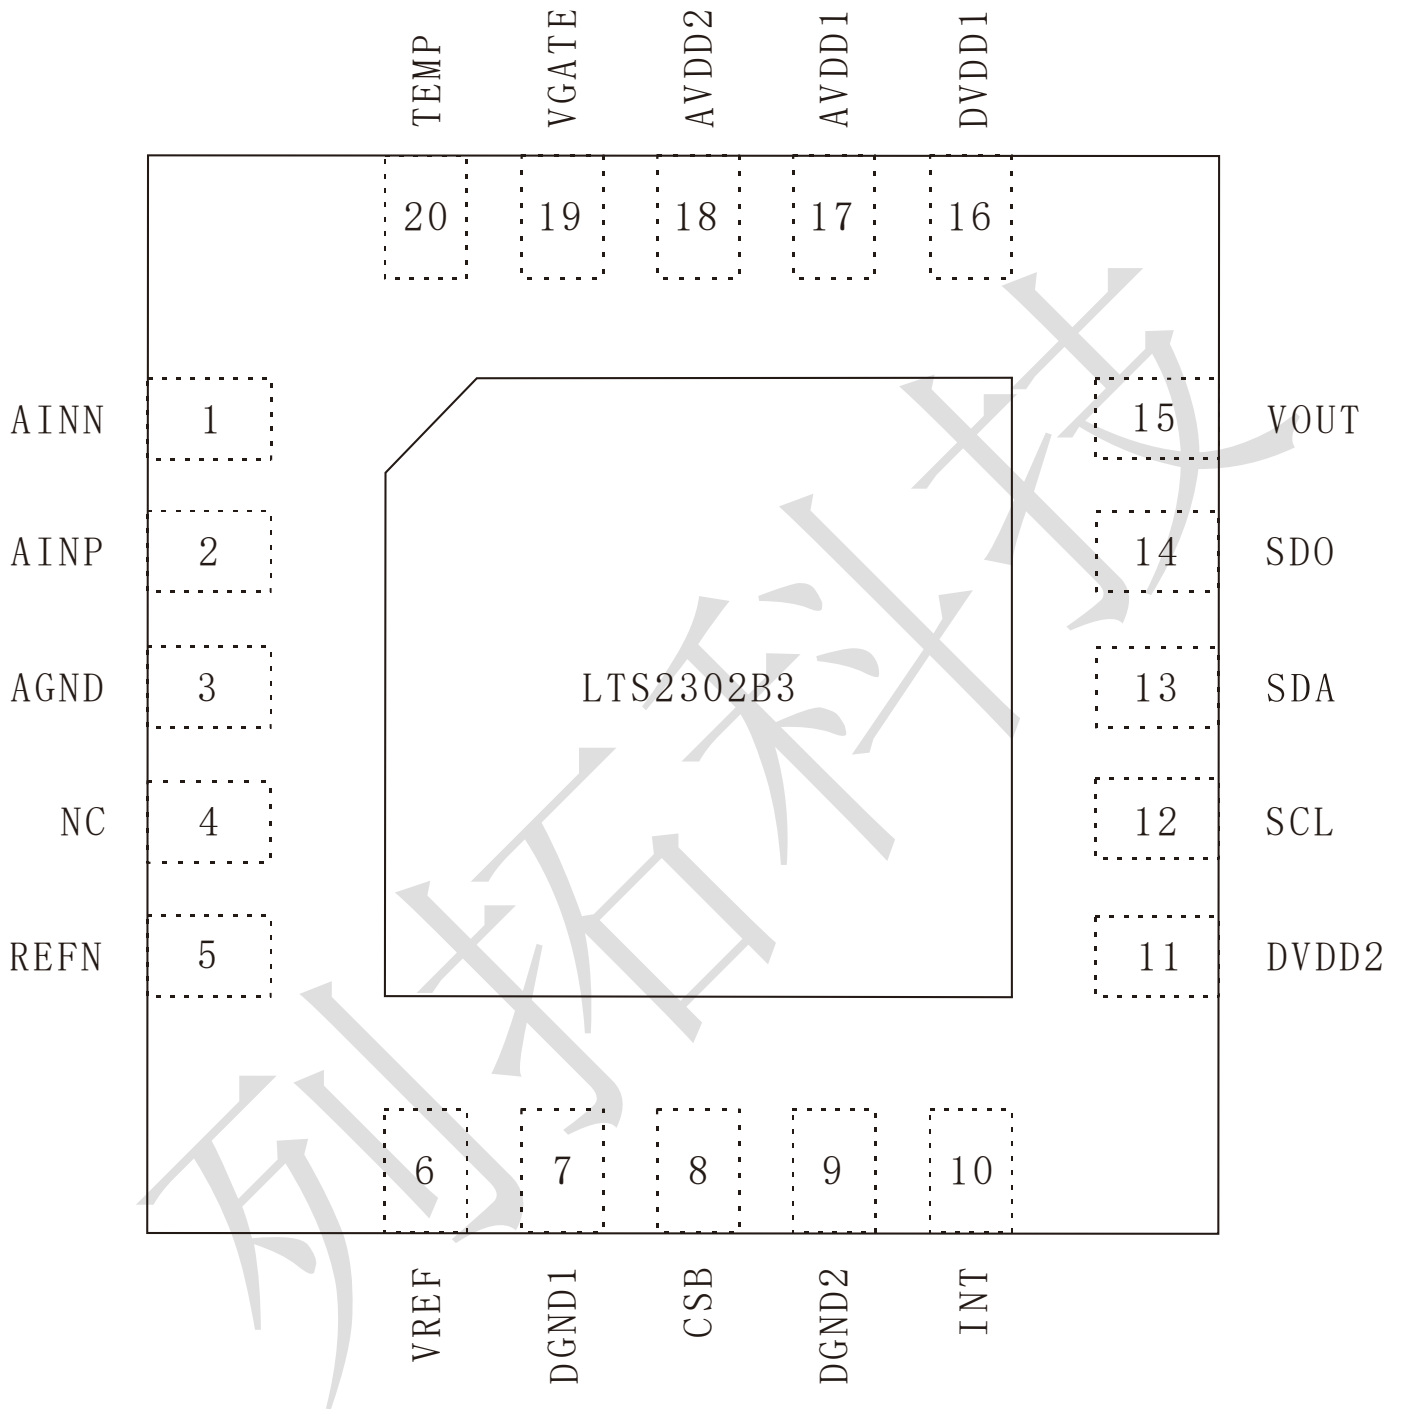 TEMP VGATE AVDD2 AVDD1 DVDD1
20 19 18 17 16
AINN 1 15 VOUT
AINP 2 14 SDO
AGND 3 LTS2302B3 13 SDA
NC 4 12 SCL
REFN 5 11 DVDD2
6 7 8 9 10
VREF DGND1 CSB DGND2 INT
列拓科技